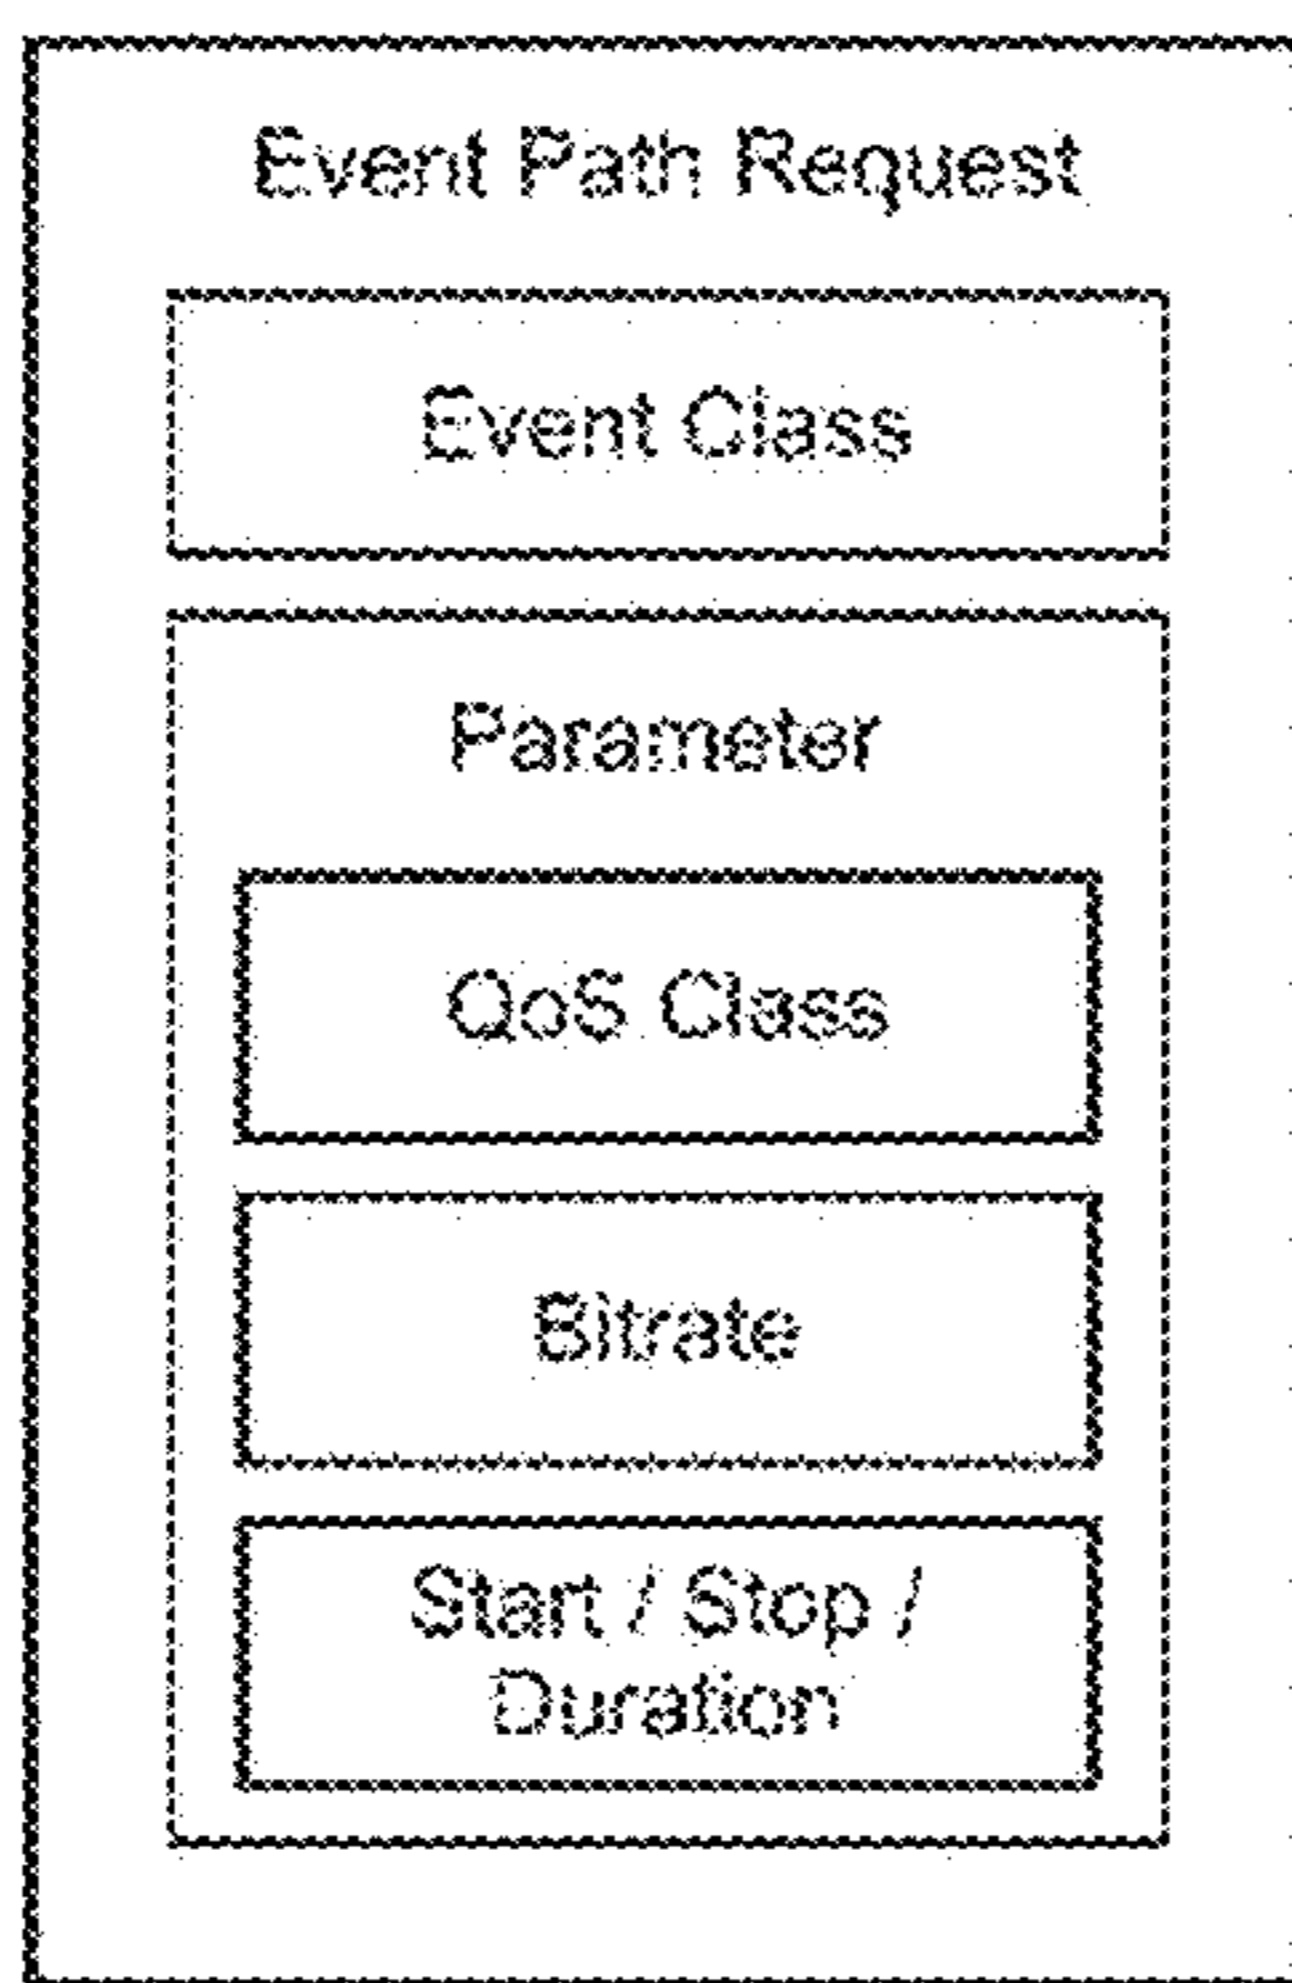 Event Path Request
Event Class
Parameter
QoS Class
Bitrate
Start / Stop /
Duration